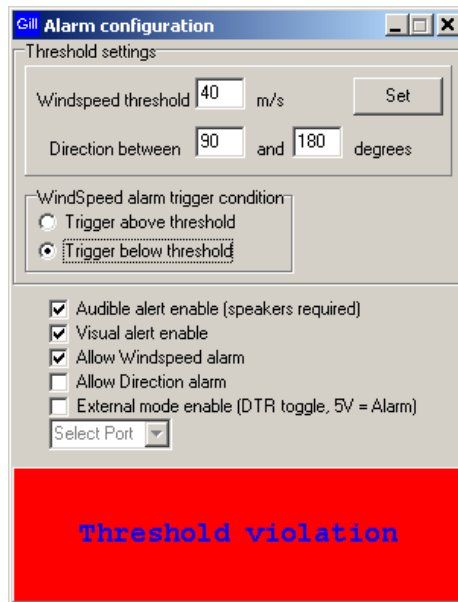 Gill Alarm configuration
Threshold settings
Windspeed threshold 40 m/s Set
Direction between 90 and 180 degrees
WindSpeed alarm trigger condition
Trigger above threshold
Trigger below threshold
Audible alert enable (speakers required)
Visual alert enable
Allow Windspeed alarm
Allow Direction alarm
External mode enable (DTR toggle, 5V = Alarm)
Select Port
Threshold violation